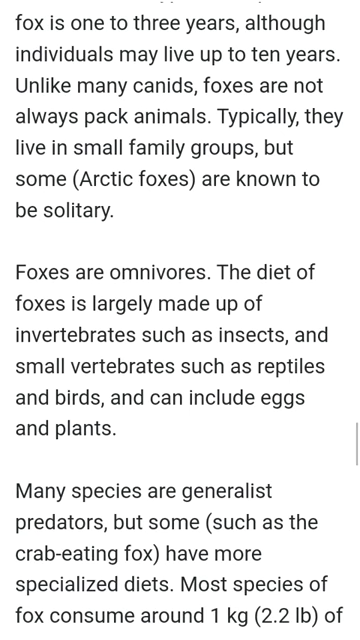 fox is one to three years, although
individuals may live up to ten years.
Unlike many canids, foxes are not
always pack animals. Typically, they
live in small family groups, but
some (Arctic foxes) are known to
be solitary.
Foxes are omnivores. The diet of
foxes is largely made up of
invertebrates such as insects, and
small vertebrates such as reptiles
and birds, and can include eggs
and plants.
Many species are generalist
predators, but some (such as the
crab-eating fox) have more
specialized diets. Most species of
fox consume around 1 kg (2.2 lb) of